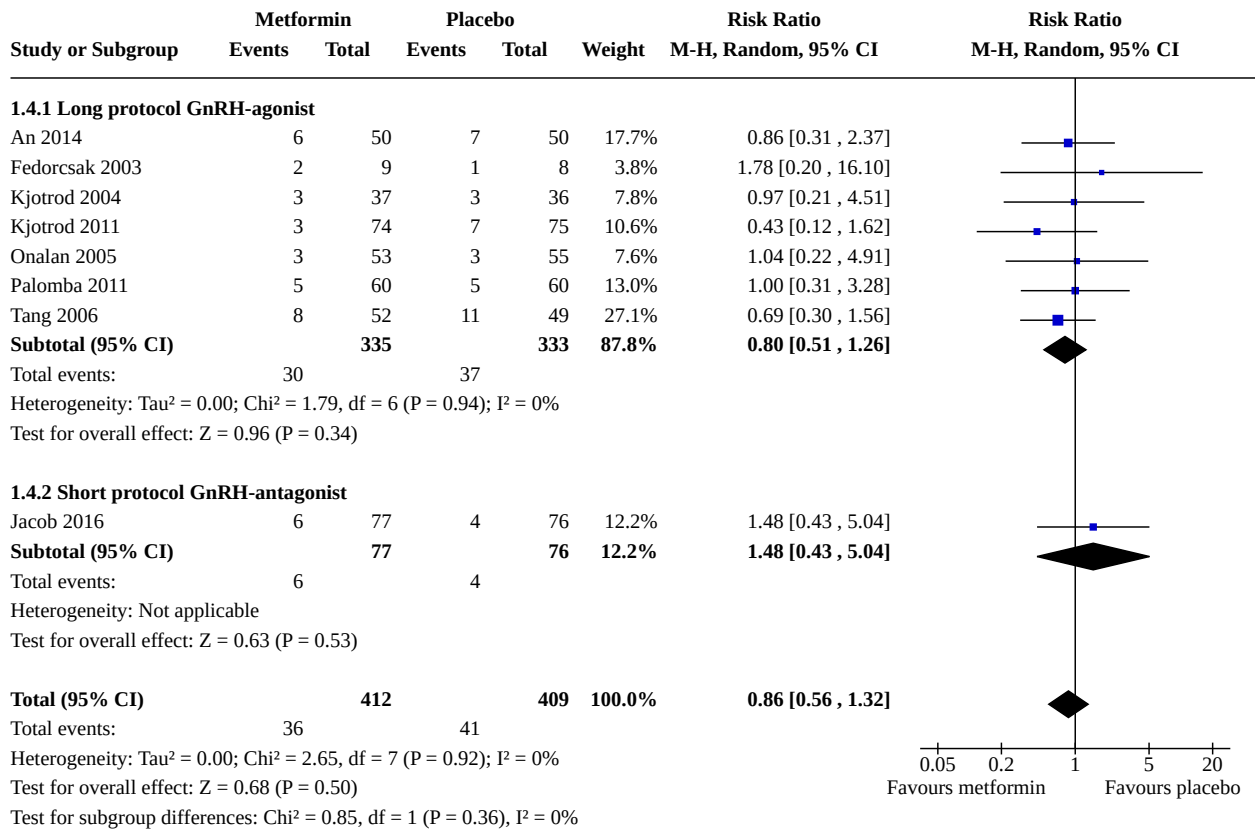 Metformin Placebo Risk Ratio Risk Ratio
Study or Subgroup Events Total Events Total Weight M-H, Random, 95% CI M-H, Random, 95% CI
1.4.1 Long protocol GnRH-agonist
An 2014 6 50 7 50 17.7% 0.86 [0.31 , 2.37]
Fedorcsak 2003 2 9 1 8 3.8% 1.78 [0.20 , 16.10]
Kjotrod 2004 3 37 3 36 7.8% 0.97 [0.21 , 4.51]
Kjotrod 2011 3 74 7 75 10.6% 0.43 [0.12 , 1.62]
Onalan 2005 3 53 3 55 7.6% 1.04 [0.22 , 4.91]
Palomba 2011 5 60 5 60 13.0% 1.00 [0.31 , 3.28]
Tang 2006 8 52 11 49 27.1% 0.69 [0.30 , 1.56]
Subtotal (95% CI) 335 333 87.8% 0.80 [0.51 , 1.26]
Total events: 30 37
Heterogeneity: Tau² = 0.00; Chi² = 1.79, df = 6 (P = 0.94); I² = 0%
Test for overall effect: Z = 0.96 (P = 0.34)
1.4.2 Short protocol GnRH-antagonist
Jacob 2016 6 77 4 76 12.2% 1.48 [0.43 , 5.04]
Subtotal (95% CI) 77 76 12.2% 1.48 [0.43 , 5.04]
Total events: 6 4
Heterogeneity: Not applicable
Test for overall effect: Z = 0.63 (P = 0.53)
Total (95% CI) 412 409 100.0% 0.86 [0.56 , 1.32]
Total events: 36 41
Heterogeneity: Tau² = 0.00; Chi² = 2.65, df = 7 (P = 0.92); I² = 0%
Test for overall effect: Z = 0.68 (P = 0.50)
Test for subgroup differences: Chi² = 0.85, df = 1 (P = 0.36), I² = 0%
0.05 0.2 1 5 20
Favours metformin Favours placebo